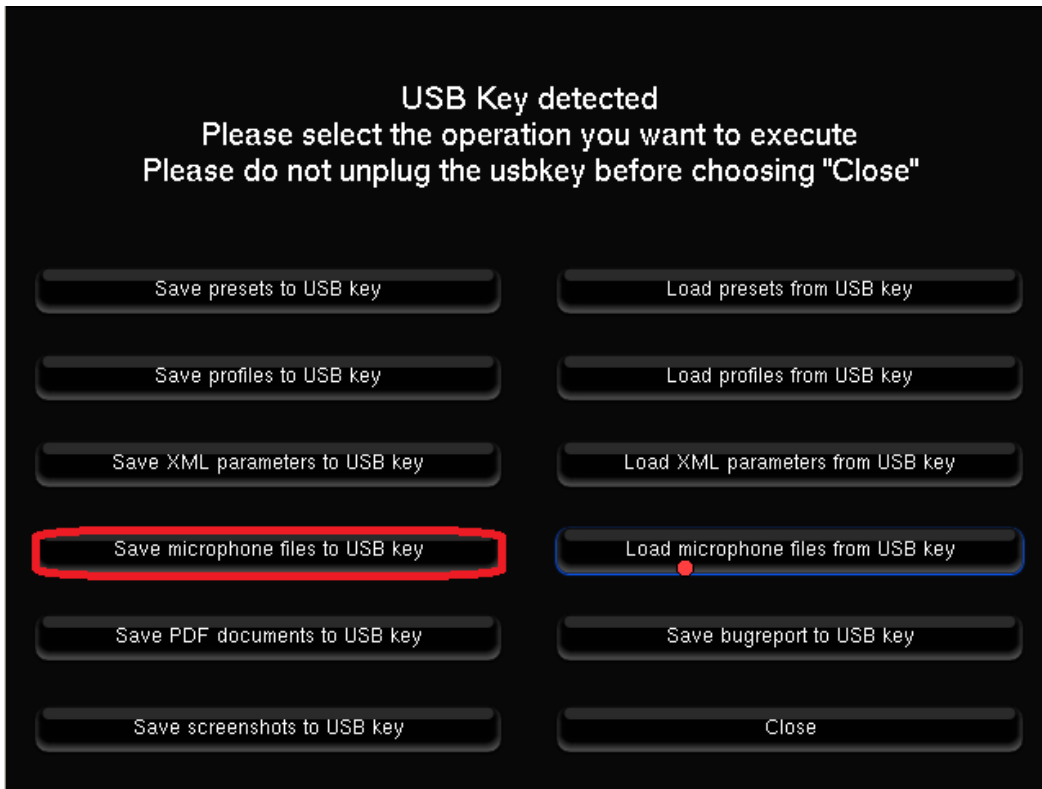 USB Key detected
Please select the operation you want to execute
Please do not unplug the usbkey before choosing "Close"
Save presets to USB key
Load presets from USB key
Save profiles to USB key
Load profiles from USB key
Save XML parameters to USB key
Load XML parameters from USB key
Save microphone files to USB key
Load microphone files from USB key
Save PDF documents to USB key
Save bugreport to USB key
Save screenshots to USB key
Close